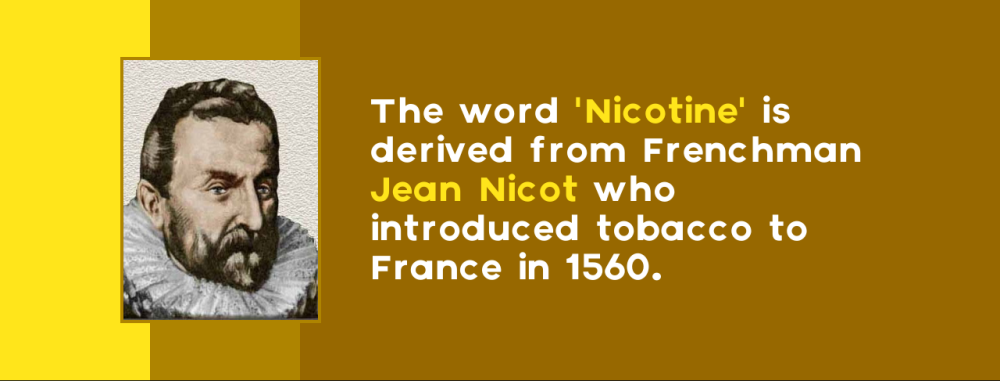 The word 'Nicotine' is
derived from Frenchman
Jean Nicot who
introduced tobacco to
France in 1560.